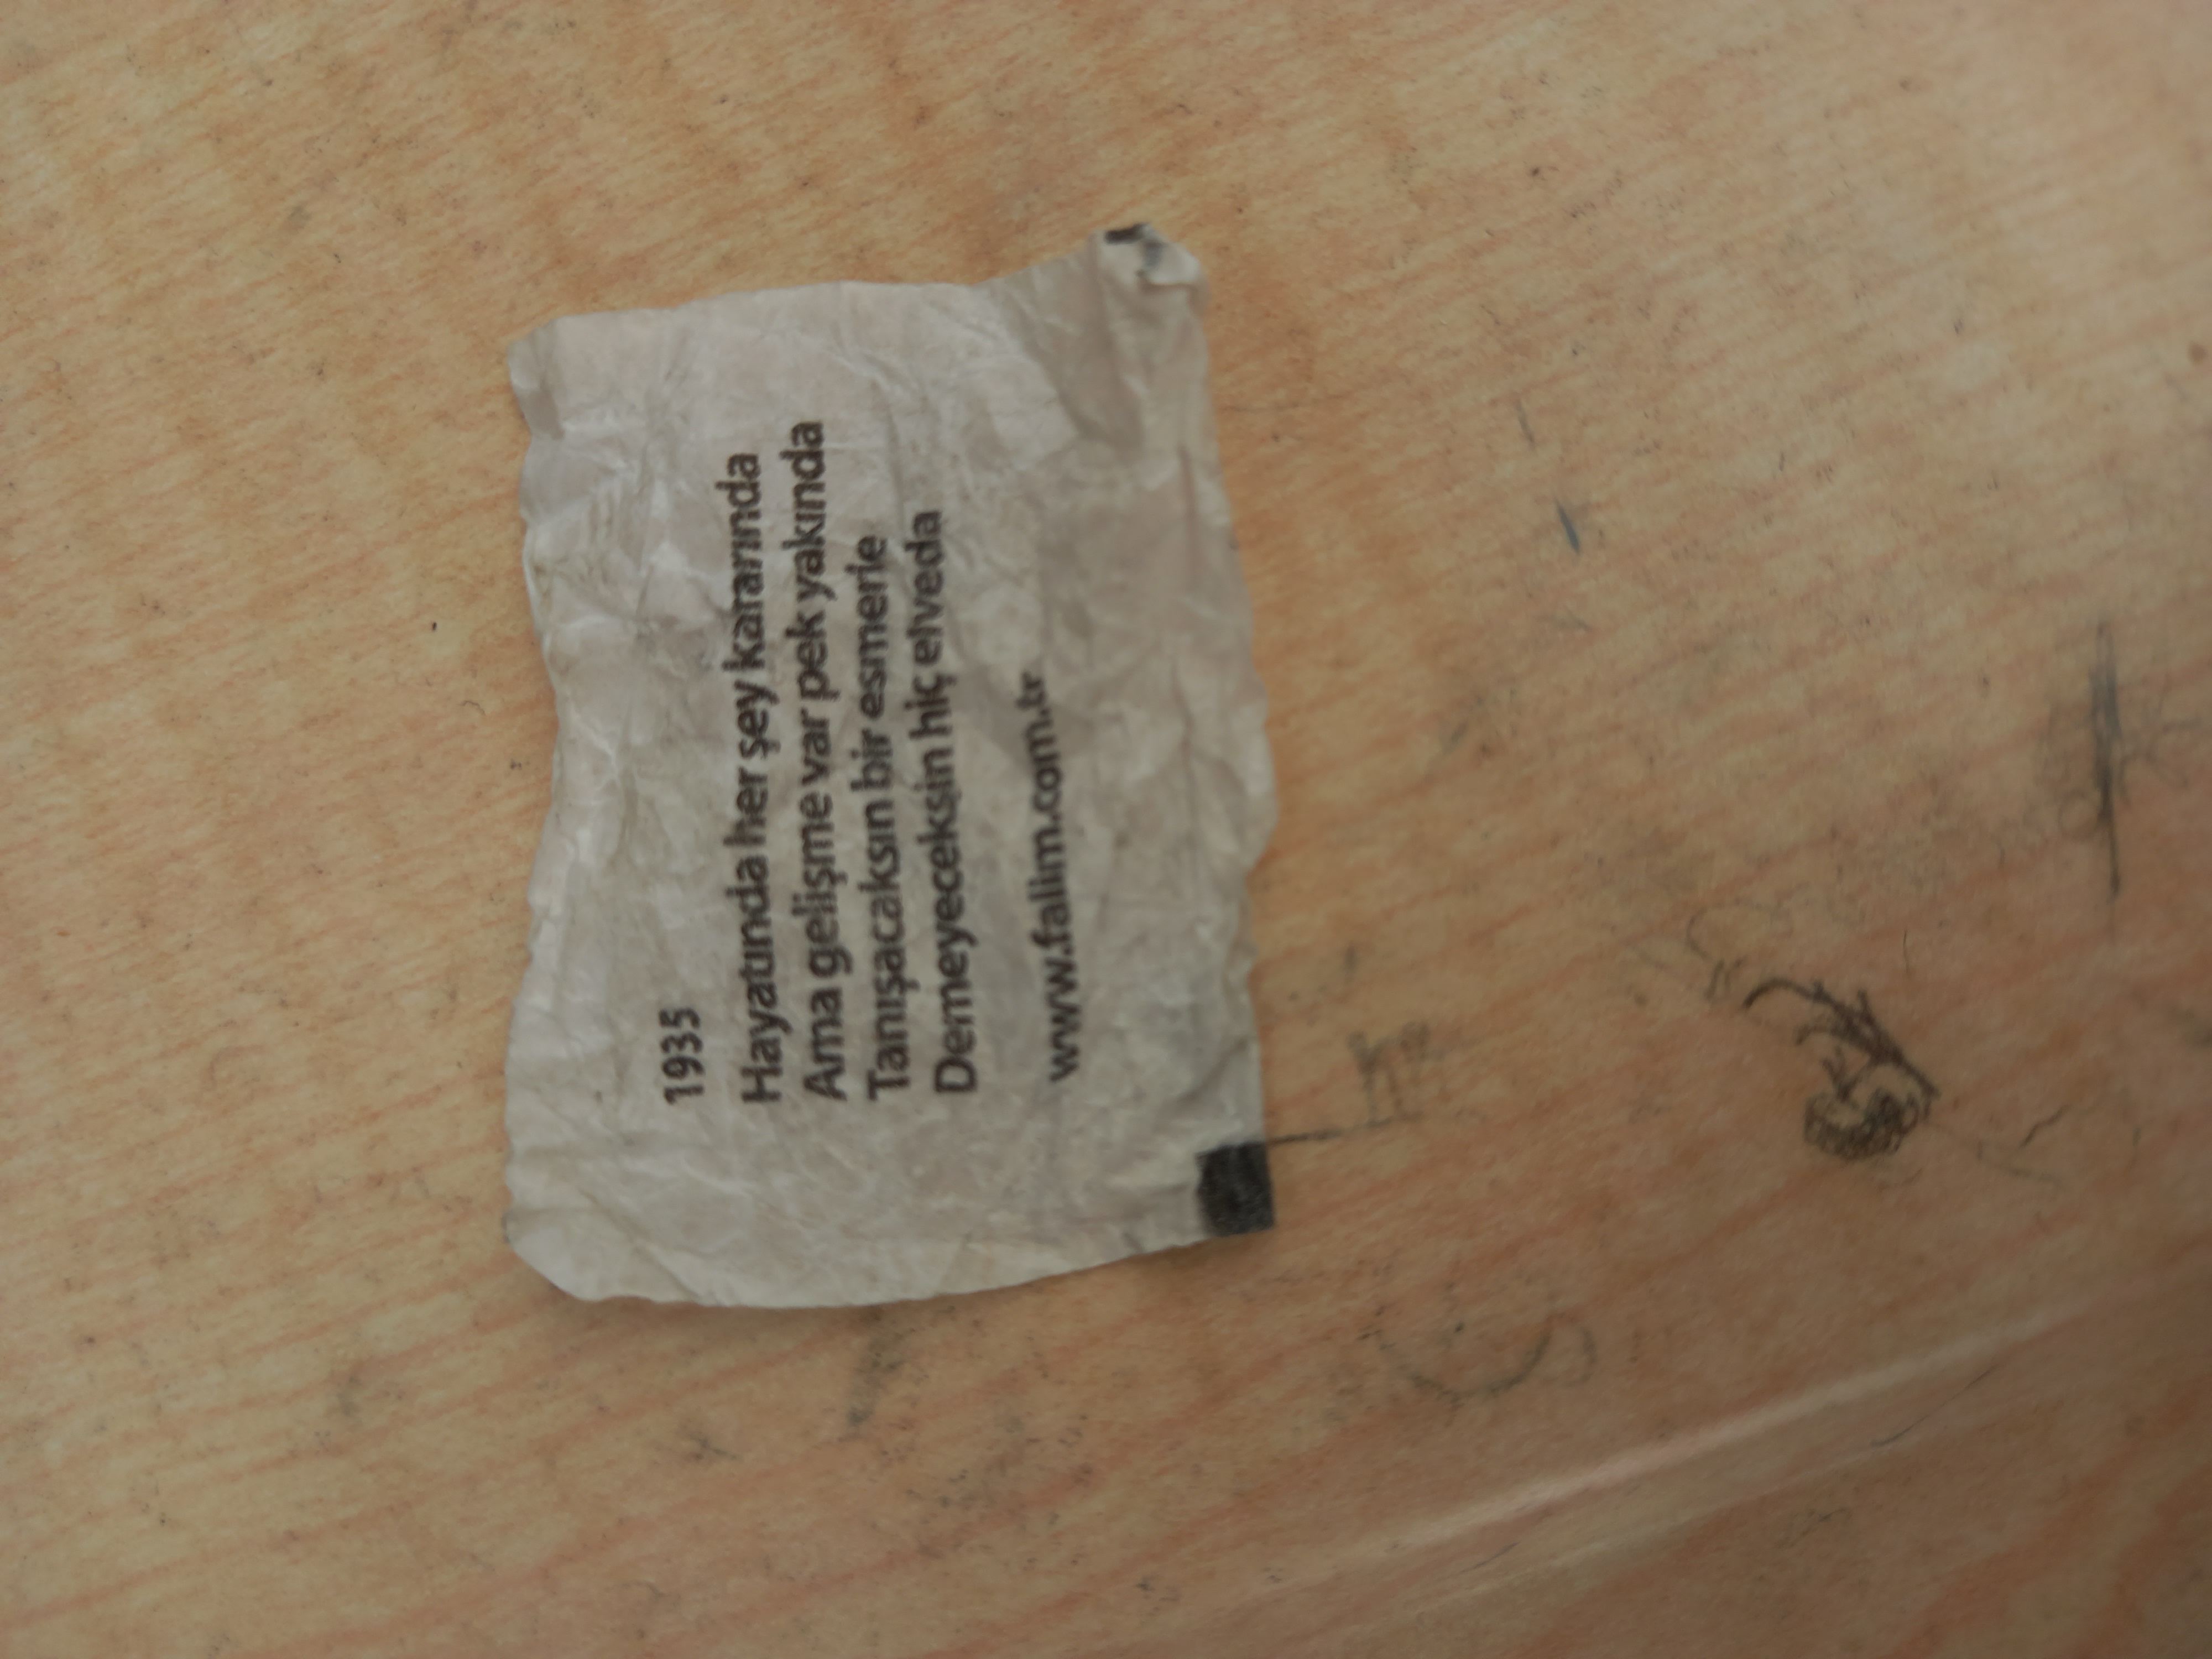 1935
Hayatında her şey kararında
Ama gelişme var pek yakında
Tanışacaksın bir esmerle
Demeyeceksin hiç elveda
www.falim.com.tr